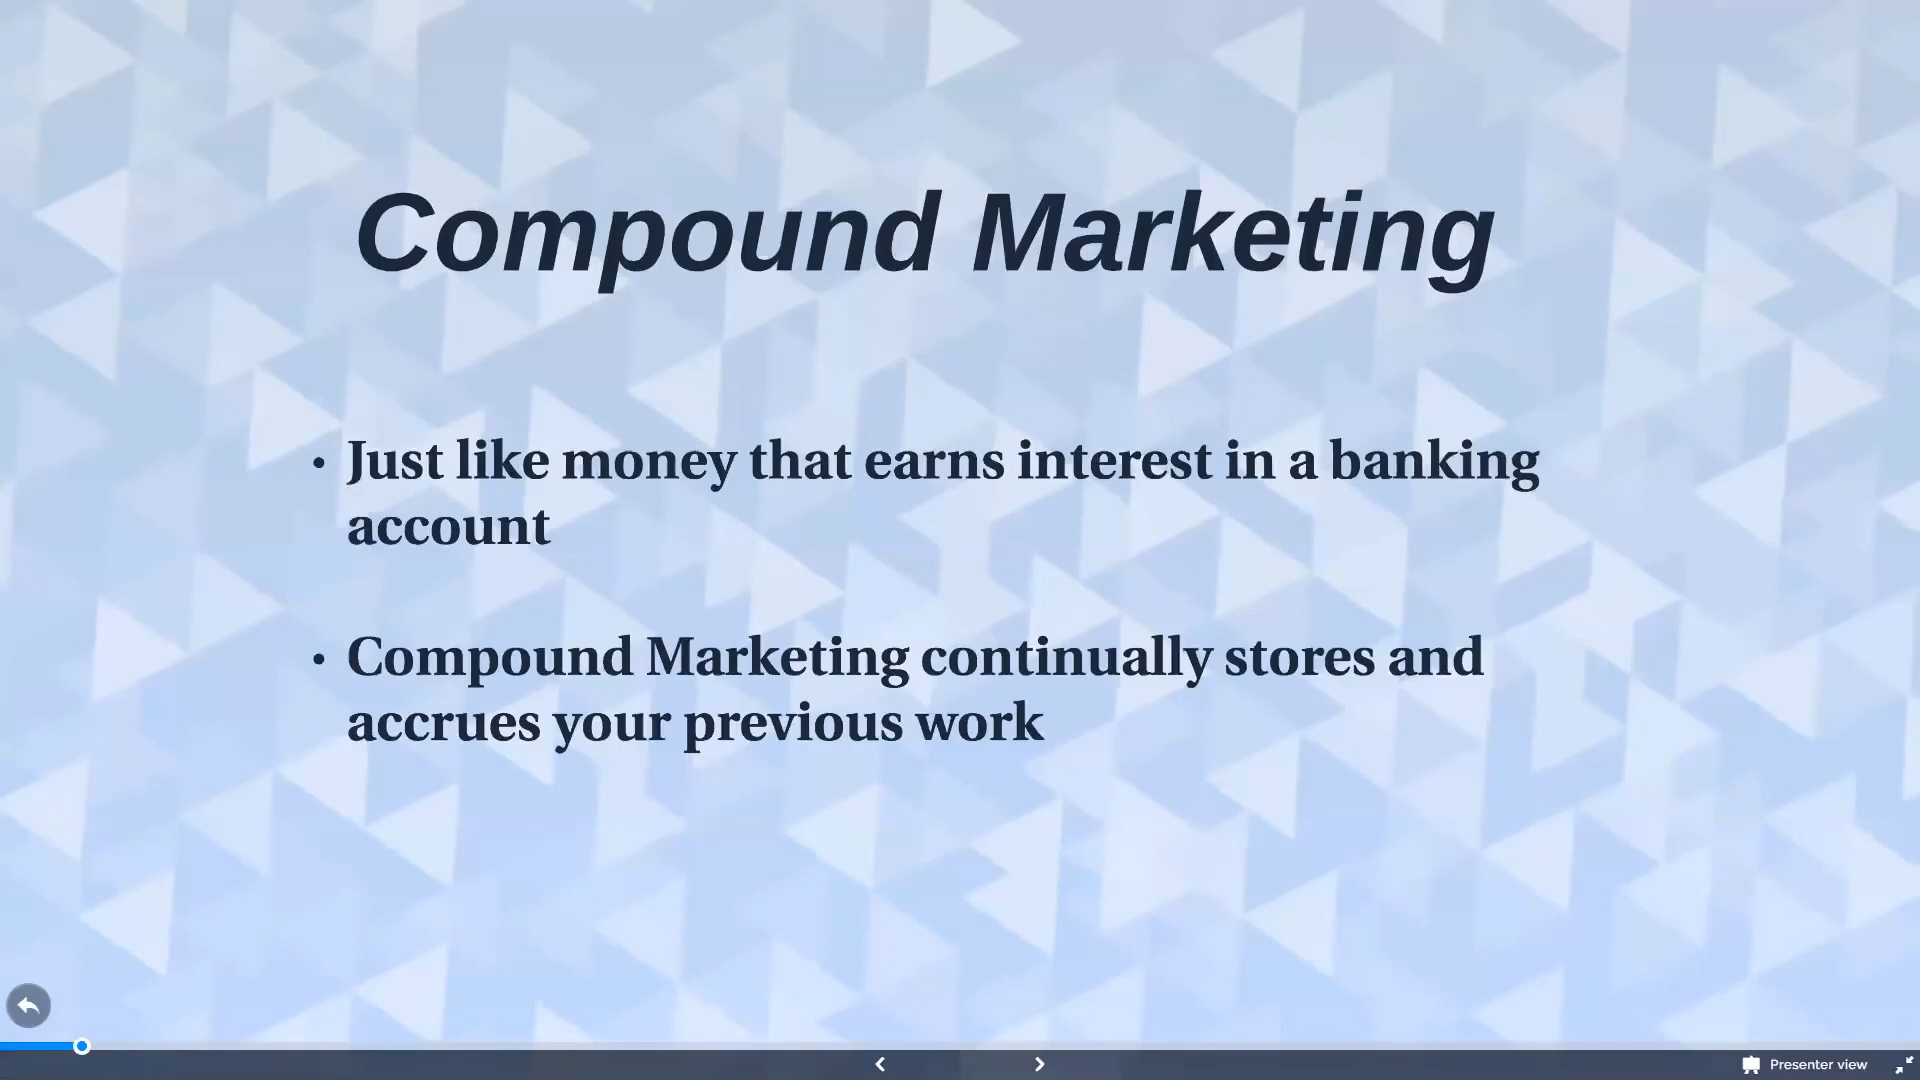 Compound Marketing
• Just like money that earns interest in a banking
account
• Compound Marketing continually stores and
accrues your previous work
Presenter view